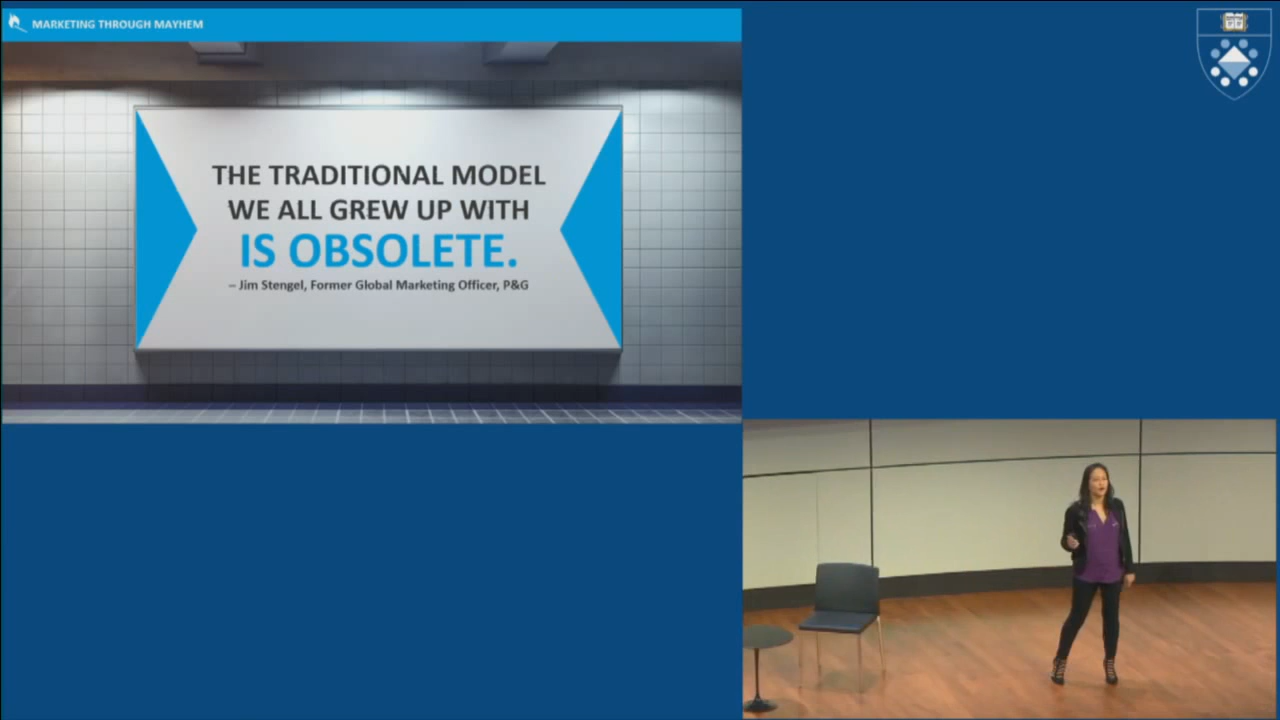 MARKETING THROUGH MAYHEM
THE TRADITIONAL MODEL
WE ALL GREW UP WITH
IS OBSOLETE.
– Jim Stengel, Former Global Marketing Officer, P&G